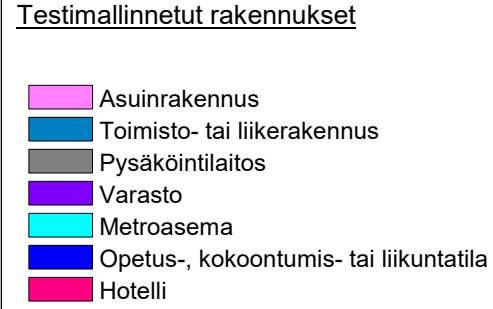 Testimallinnetut rakennukset
Asuinrakennus
Toimisto- tai liikerakennus
Pysäköintilaitos
Varasto
Metroasema
Opetus-, kokoontumis- tai liikuntatila
Hotelli